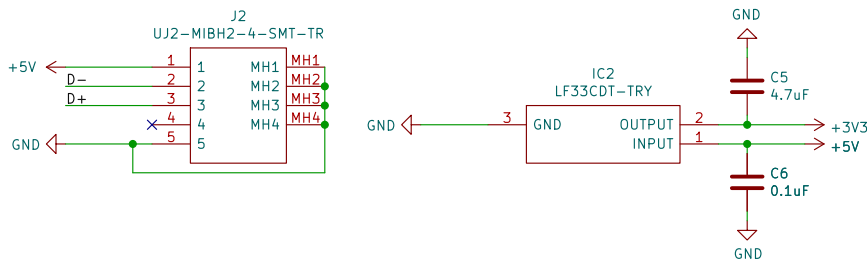 J2
UJ2-MIBH2-4-SMT-TR
+5V 1 1 MH1 MH1
D- 2 2 MH2 MH2
D+ 3 3 MH3 MH3
4 4 MH4 MH4
GND 5 5
IC2
LF33CDT-TRY
GND 3 GND OUTPUT 2 +3V3
INPUT 1 +5V
GND
C5
4.7uF
C6
0.1uF
GND